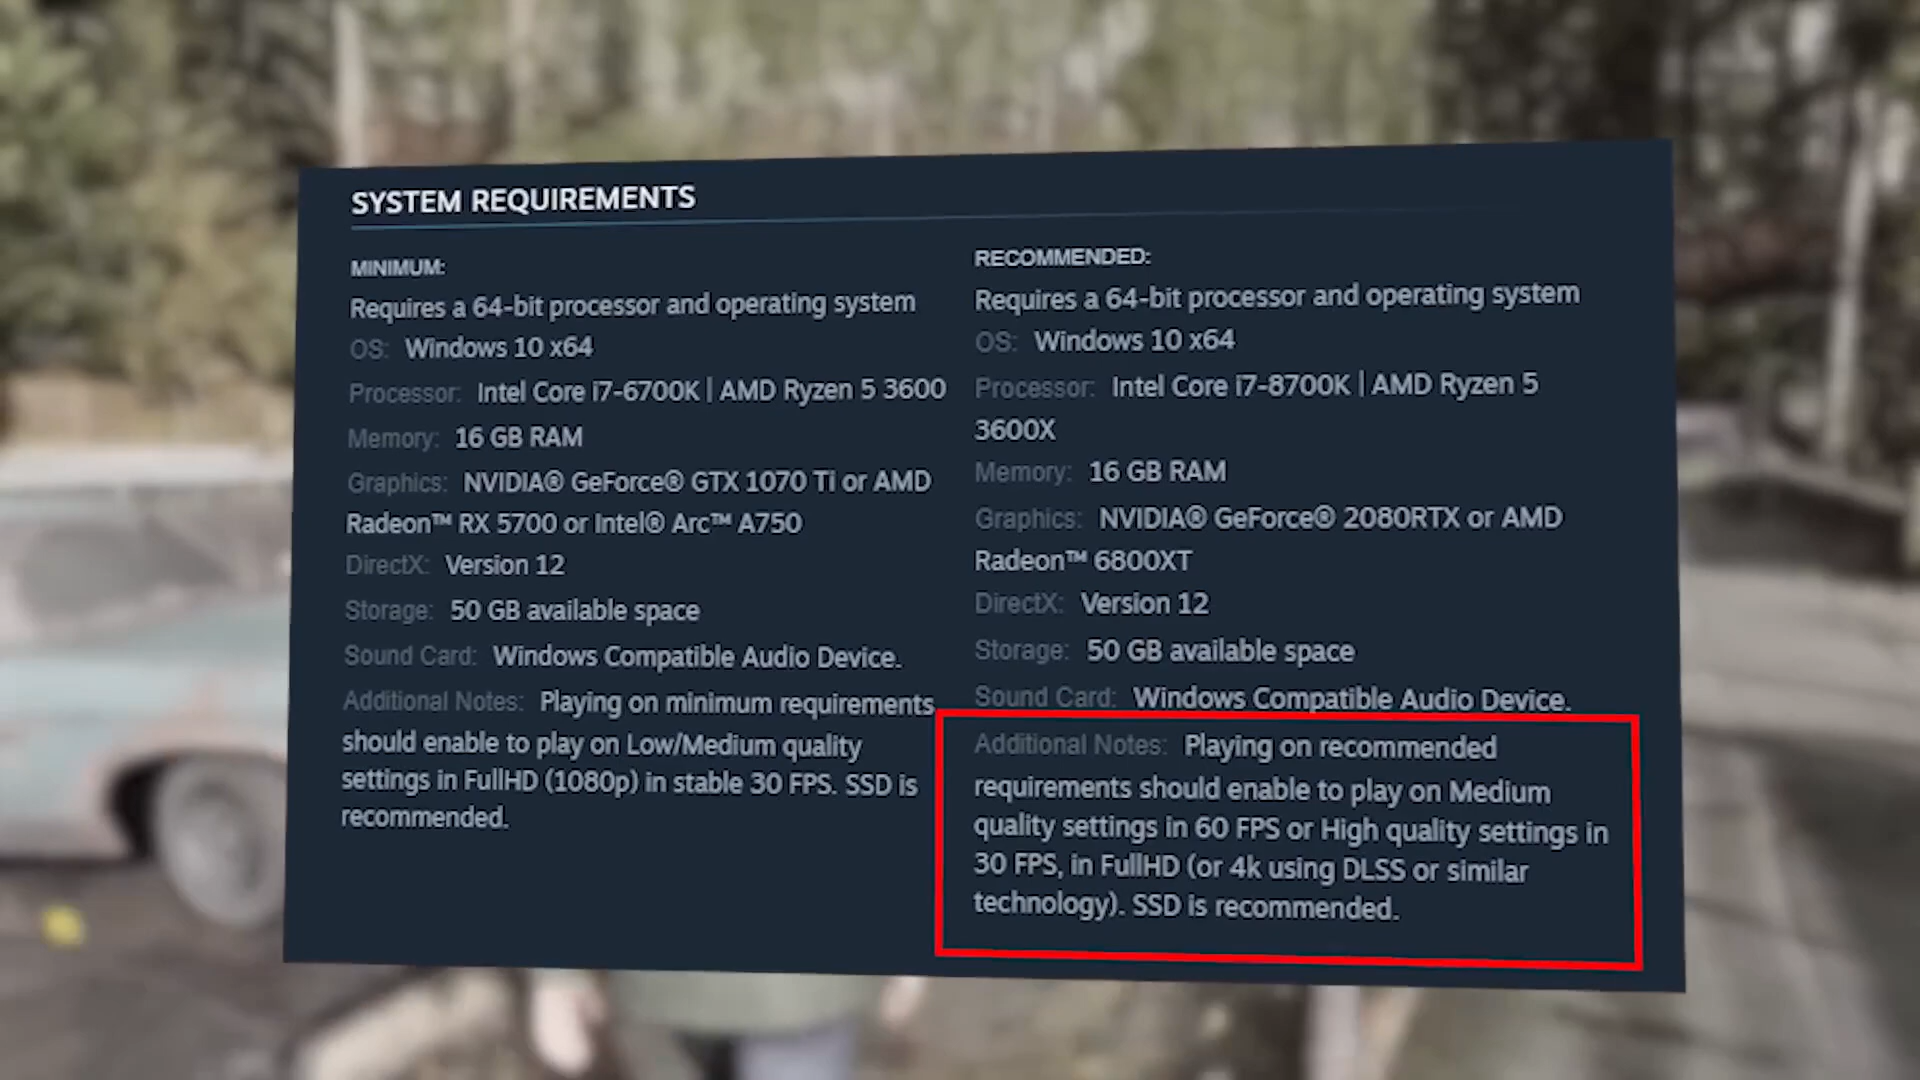 SYSTEM REQUIREMENTS
MINIMUM:
Requires a 64-bit processor and operating system
OS: Windows 10 x64
Processor: Intel Core i7-6700K | AMD Ryzen 5 3600
Memory: 16 GB RAM
Graphics: NVIDIA® GeForce® GTX 1070 Ti or AMD
Radeon™ RX 5700 or Intel® Arc™ A750
DirectX: Version 12
Storage: 50 GB available space
Sound Card: Windows Compatible Audio Device.
Additional Notes: Playing on minimum requirements
should enable to play on Low/Medium quality
settings in FullHD (1080p) in stable 30 FPS. SSD is
recommended.
RECOMMENDED:
Requires a 64-bit processor and operating system
OS: Windows 10 x64
Processor: Intel Core i7-8700K | AMD Ryzen 5
3600X
Memory: 16 GB RAM
Graphics: NVIDIA® GeForce® 2080RTX or AMD
Radeon™ 6800XT
DirectX: Version 12
Storage: 50 GB available space
Sound Card: Windows Compatible Audio Device.
Additional Notes: Playing on recommended
requirements should enable to play on Medium
quality settings in 60 FPS or High quality settings in
30 FPS, in FullHD (or 4k using DLSS or similar
technology). SSD is recommended.